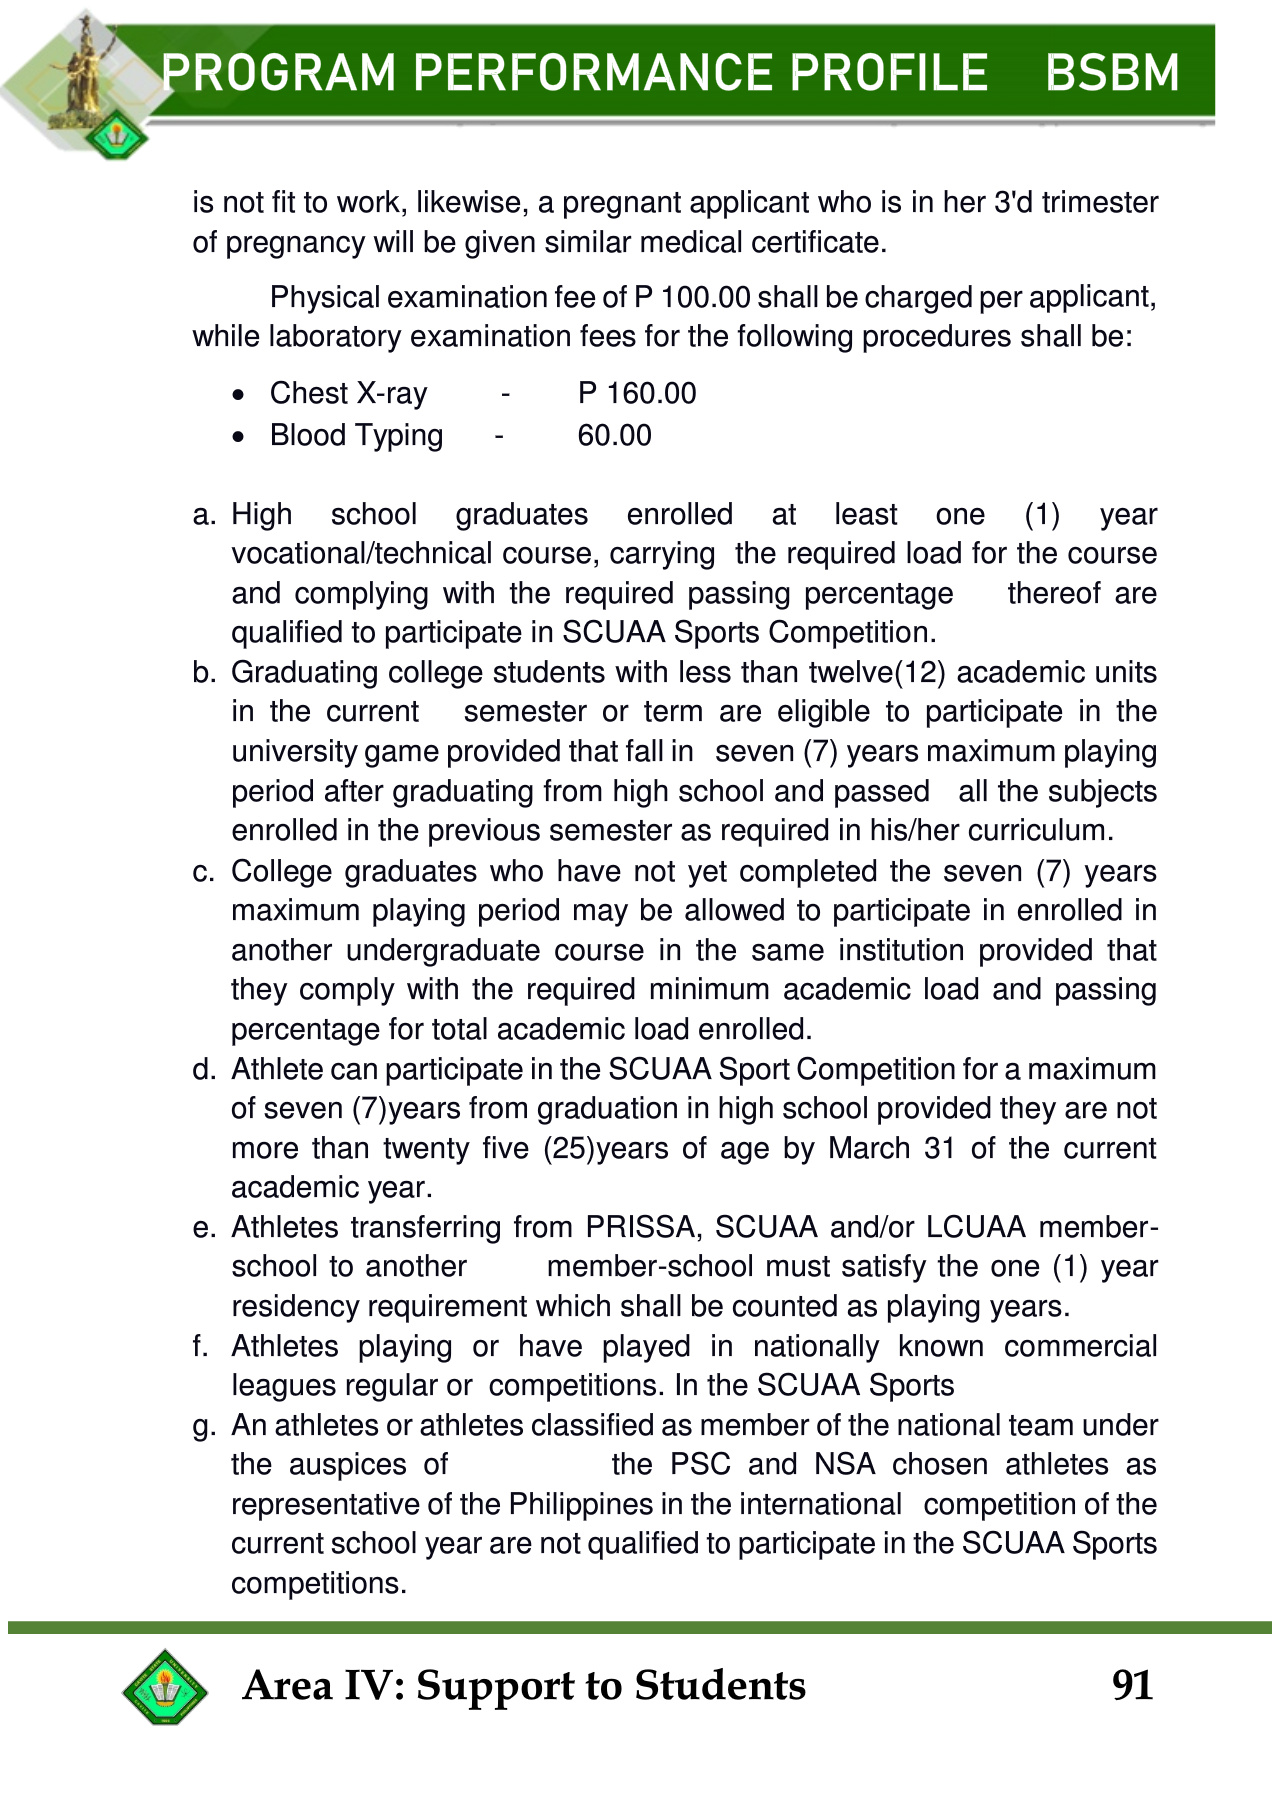 PROGRAM PERFORMANCE PROFILE BSBM
is not fit to work, likewise, a pregnant applicant who is in her 3'd trimester
of pregnancy will be given similar medical certificate.
Physical examination fee of P 100.00 shall be charged per applicant,
while laboratory examination fees for the following procedures shall be:
• Chest X-ray - P 160.00
• Blood Typing - 60.00
a. High school graduates enrolled at least one (1) year
vocational/technical course, carrying the required load for the course
and complying with the required passing percentage thereof are
qualified to participate in SCUAA Sports Competition.
b. Graduating college students with less than twelve(12) academic units
in the current semester or term are eligible to participate in the
university game provided that fall in seven (7) years maximum playing
period after graduating from high school and passed all the subjects
enrolled in the previous semester as required in his/her curriculum.
c. College graduates who have not yet completed the seven (7) years
maximum playing period may be allowed to participate in enrolled in
another undergraduate course in the same institution provided that
they comply with the required minimum academic load and passing
percentage for total academic load enrolled.
d. Athlete can participate in the SCUAA Sport Competition for a maximum
of seven (7)years from graduation in high school provided they are not
more than twenty five (25)years of age by March 31 of the current
academic year.
e. Athletes transferring from PRISSA, SCUAA and/or LCUAA member-
school to another member-school must satisfy the one (1) year
residency requirement which shall be counted as playing years.
f. Athletes playing or have played in nationally known commercial
leagues regular or competitions. In the SCUAA Sports
g. An athletes or athletes classified as member of the national team under
the auspices of the PSC and NSA chosen athletes as
representative of the Philippines in the international competition of the
current school year are not qualified to participate in the SCUAA Sports
competitions.
Area IV: Support to Students 91